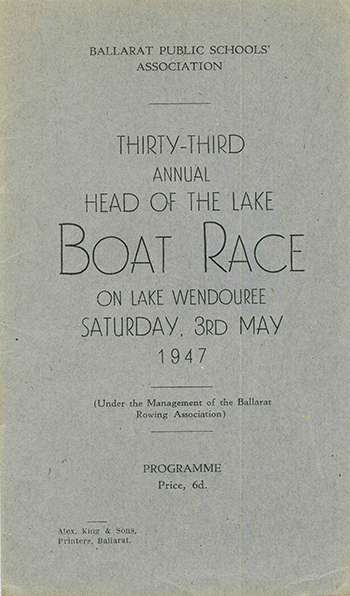 BALLARAT PUBLIC SCHOOLS'
ASSOCIATION
THIRTY-THIRD
ANNUAL
HEAD OF THE LAKE
BOAT RACE
ON LAKE WENDOUREE
SATURDAY, 3RD MAY
1947
(Under the Management of the Ballarat
Rowing Association)
PROGRAMME
Price, 6d.
Alex. King & Sons,
Printers, Ballarat.